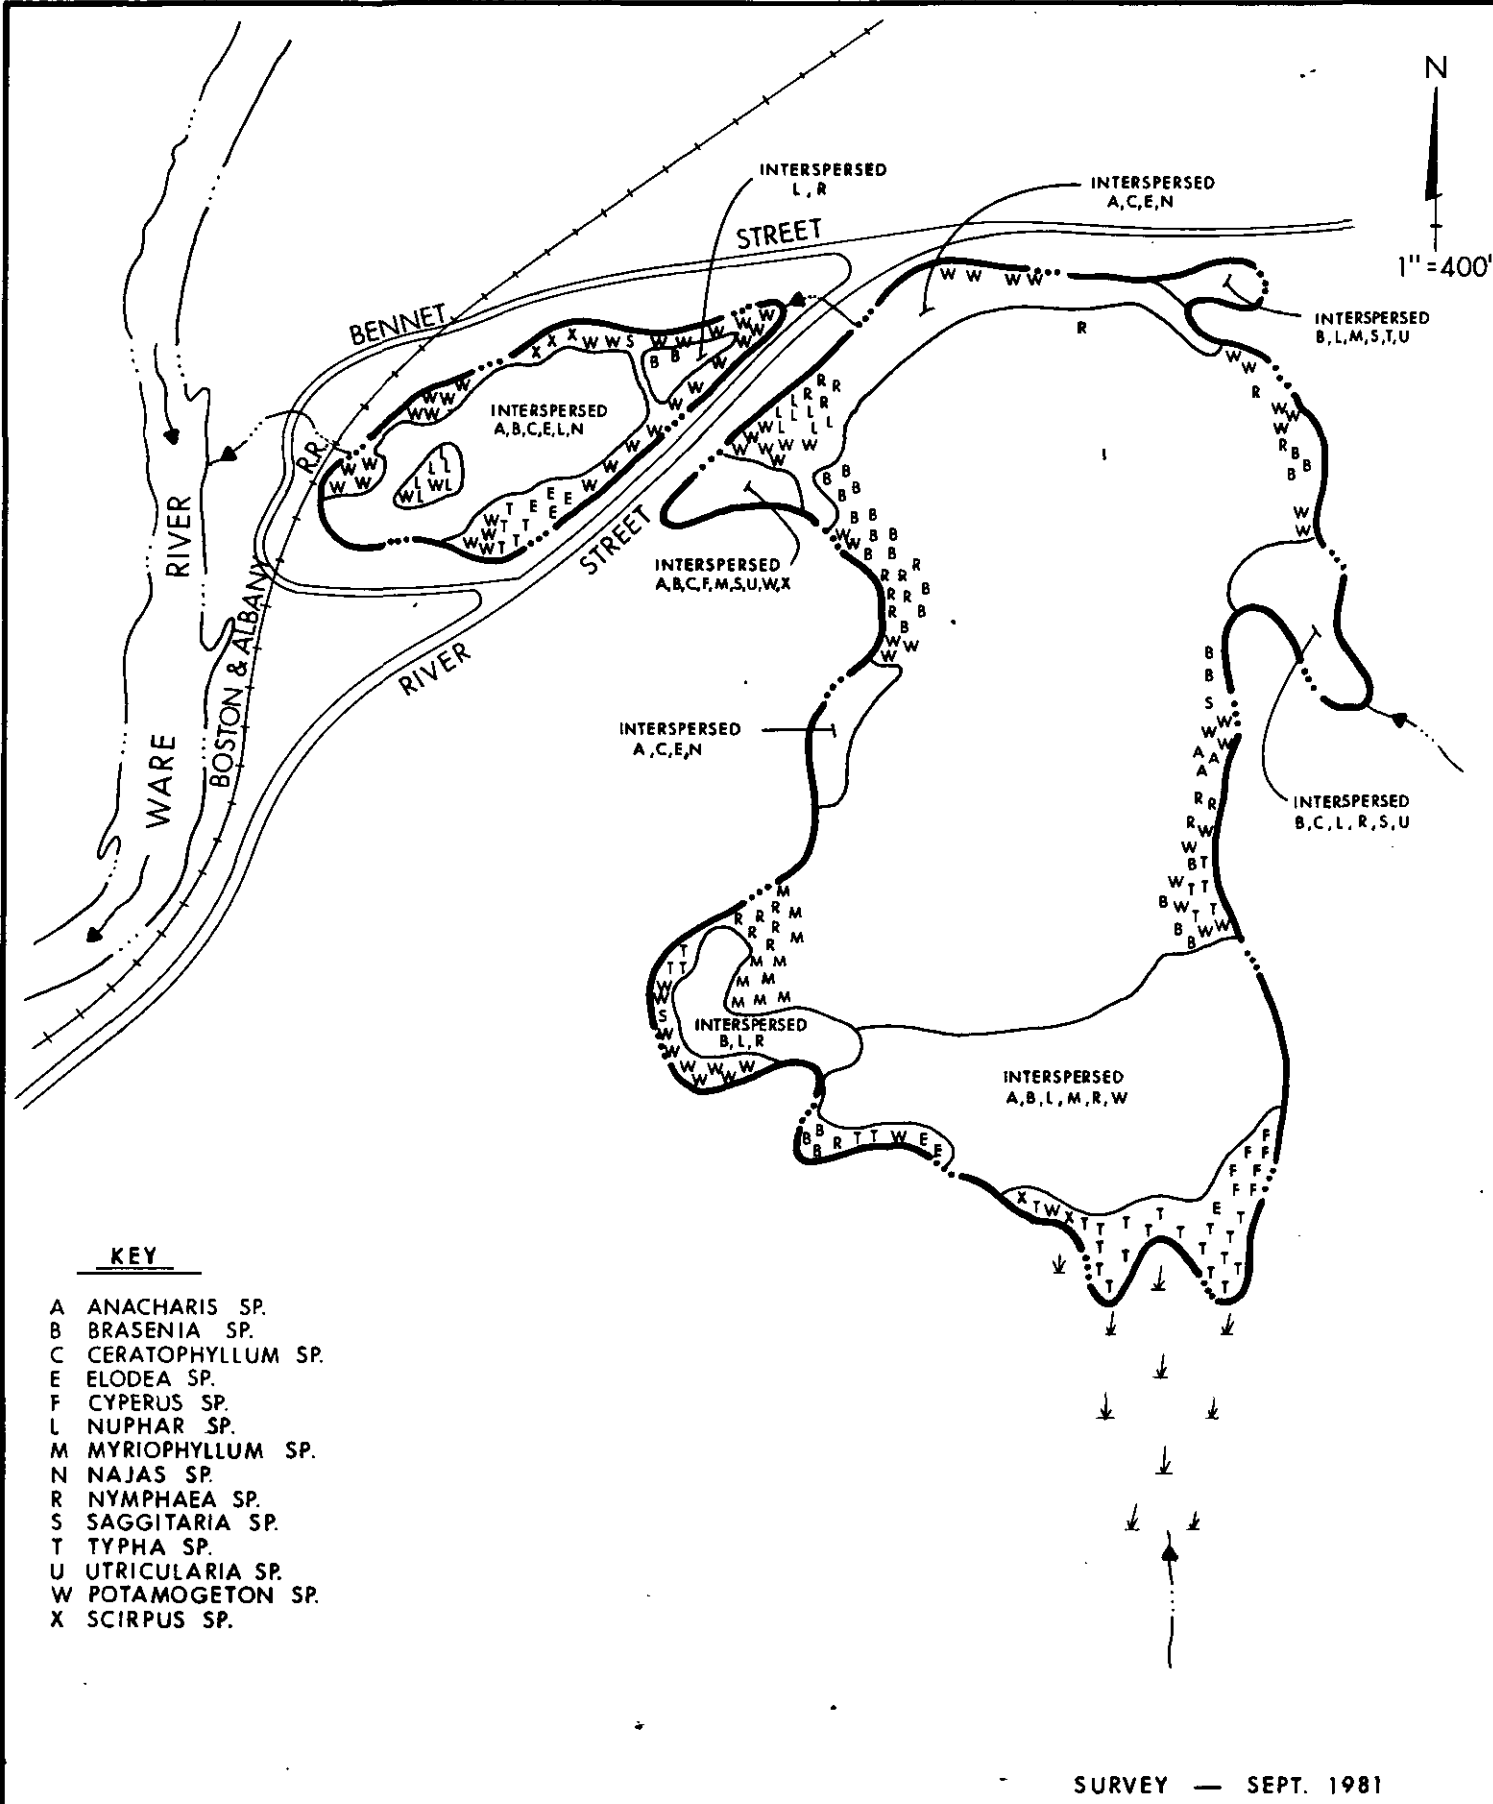 N
1" = 400'
INTERSPERSED
L, R
INTERSPERSED
A,C,E,N
STREET
BENNET
INTERSPERSED
B,L,M,S,T,U
INTERSPERSED
A,B,C,E,L,N
R.R.
RIVER
STREET
INTERSPERSED
A,B,C,F,M,S,U,W,X
BOSTON & ALBANY
RIVER
WARE
INTERSPERSED
A,C,E,N
INTERSPERSED
B,C,L,R,S,U
INTERSPERSED
B,L,R
INTERSPERSED
A,B,L,M,R,W
KEY
A ANACHARIS SP.
B BRASENIA SP.
C CERATOPHYLLUM SP.
E ELODEA SP.
F CYPERUS SP.
L NUPHAR SP.
M MYRIOPHYLLUM SP.
N NAJAS SP.
R NYMPHAEA SP.
S SAGGITARIA SP.
T TYPHA SP.
U UTRICULARIA SP.
W POTAMOGETON SP.
X SCIRPUS SP.
SURVEY — SEPT. 1981